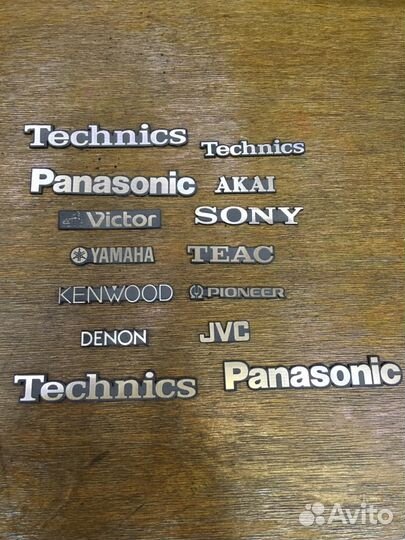 Technics Technics
Panasonic AKAI
Victor SONY
YAMAHA TEAC
KENWOOD PIONEER
DENON JVC
Technics Panasonic
Avito